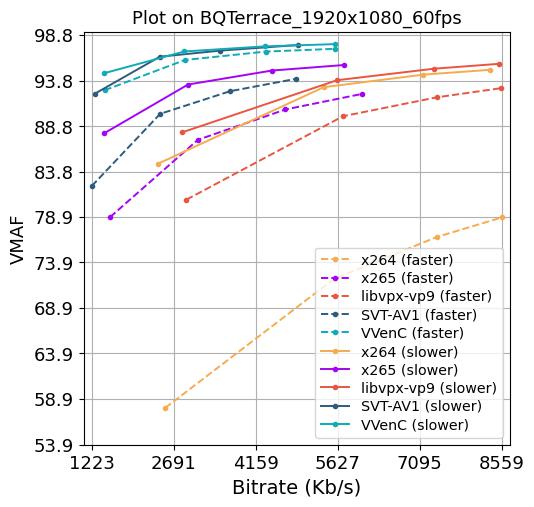 Plot on BQTerrace_1920x1080_60fps
98.8
93.8
88.8
83.8
78.9
73.9
68.9
63.9
58.9
53.9
VMAF
x264 (faster)
x265 (faster)
libvpx-vp9 (faster)
SVT-AV1 (faster)
VVenC (faster)
x264 (slower)
x265 (slower)
libvpx-vp9 (slower)
SVT-AV1 (slower)
VVenC (slower)
1223 2691 4159 5627 7095 8559
Bitrate (Kb/s)